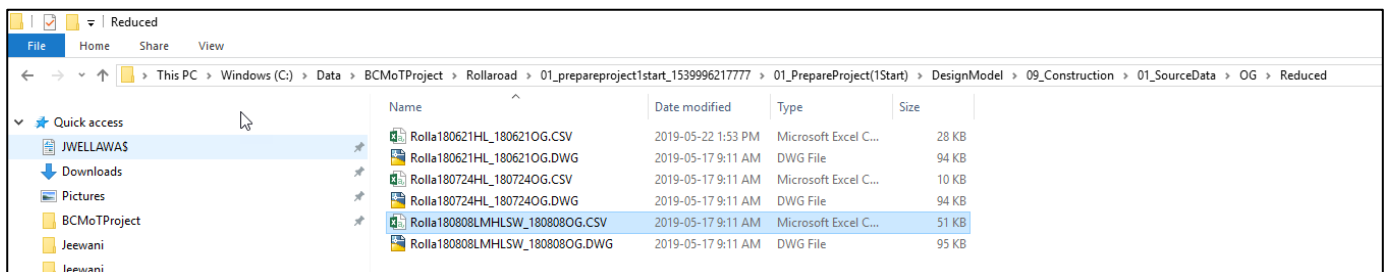 Reduced
File Home Share View
This PC > Windows (C:) > Data > BCMoTProject > Rollaroad > 01_prepareproject1start_1539996217777 > 01_PrepareProject(1Start) > DesignModel > 09_Construction > 01_SourceData > OG > Reduced
Name Date modified Type Size
Quick access
JWELLAWA$
Downloads
Pictures
BCMoTProject
Jeewani
Jeewani
Rolla180621HL_180621OG.CSV 2019-05-22 1:53 PM Microsoft Excel C... 28 KB
Rolla180621HL_180621OG.DWG 2019-05-17 9:11 AM DWG File 94 KB
Rolla180724HL_180724OG.CSV 2019-05-17 9:11 AM Microsoft Excel C... 10 KB
Rolla180724HL_180724OG.DWG 2019-05-17 9:11 AM DWG File 94 KB
Rolla180808LMHLSW_180808OG.CSV 2019-05-17 9:11 AM Microsoft Excel C... 51 KB
Rolla180808LMHLSW_180808OG.DWG 2019-05-17 9:11 AM DWG File 95 KB